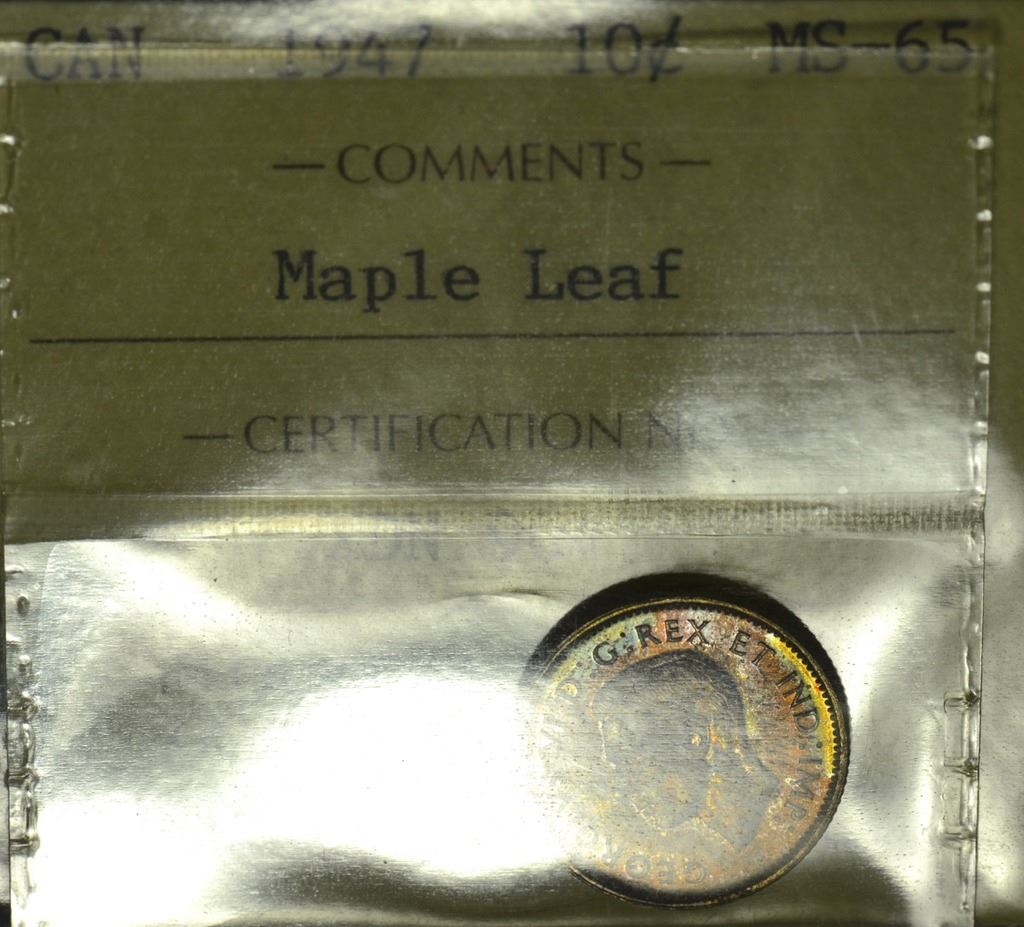 CAN 1947 10¢ MS-65
— COMMENTS —
Maple Leaf
— CERTIFICATION
G: REX ET IND: IMP: